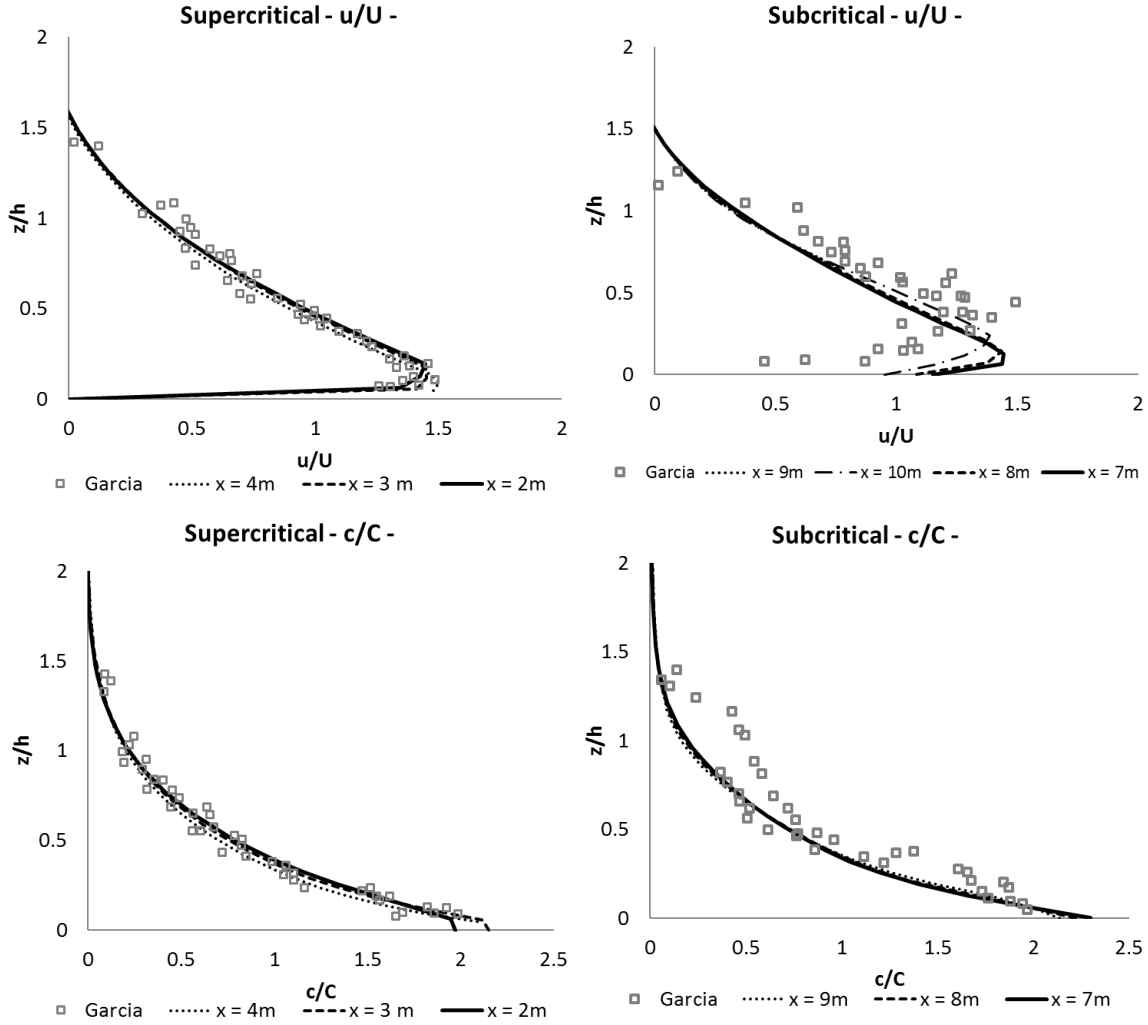 Supercritical - u/U -
2
1.5
1
0.5
0
z/h
0 0.5 1 1.5 2
u/U
Garcia x = 4m x = 3 m x = 2m
Subcritical - u/U -
2
1.5
1
0.5
0
z/h
0 0.5 1 1.5 2
u/U
Garcia x = 9m x = 10m x = 8m x = 7m
Supercritical - c/C -
2
1.5
1
0.5
0
z/h
0 0.5 1 1.5 2 2.5
c/C
Garcia x = 4m x = 3 m x = 2m
Subcritical - c/C -
2
1.5
1
0.5
0
z/h
0 0.5 1 1.5 2 2.5
c/C
Garcia x = 9m x = 8m x = 7m